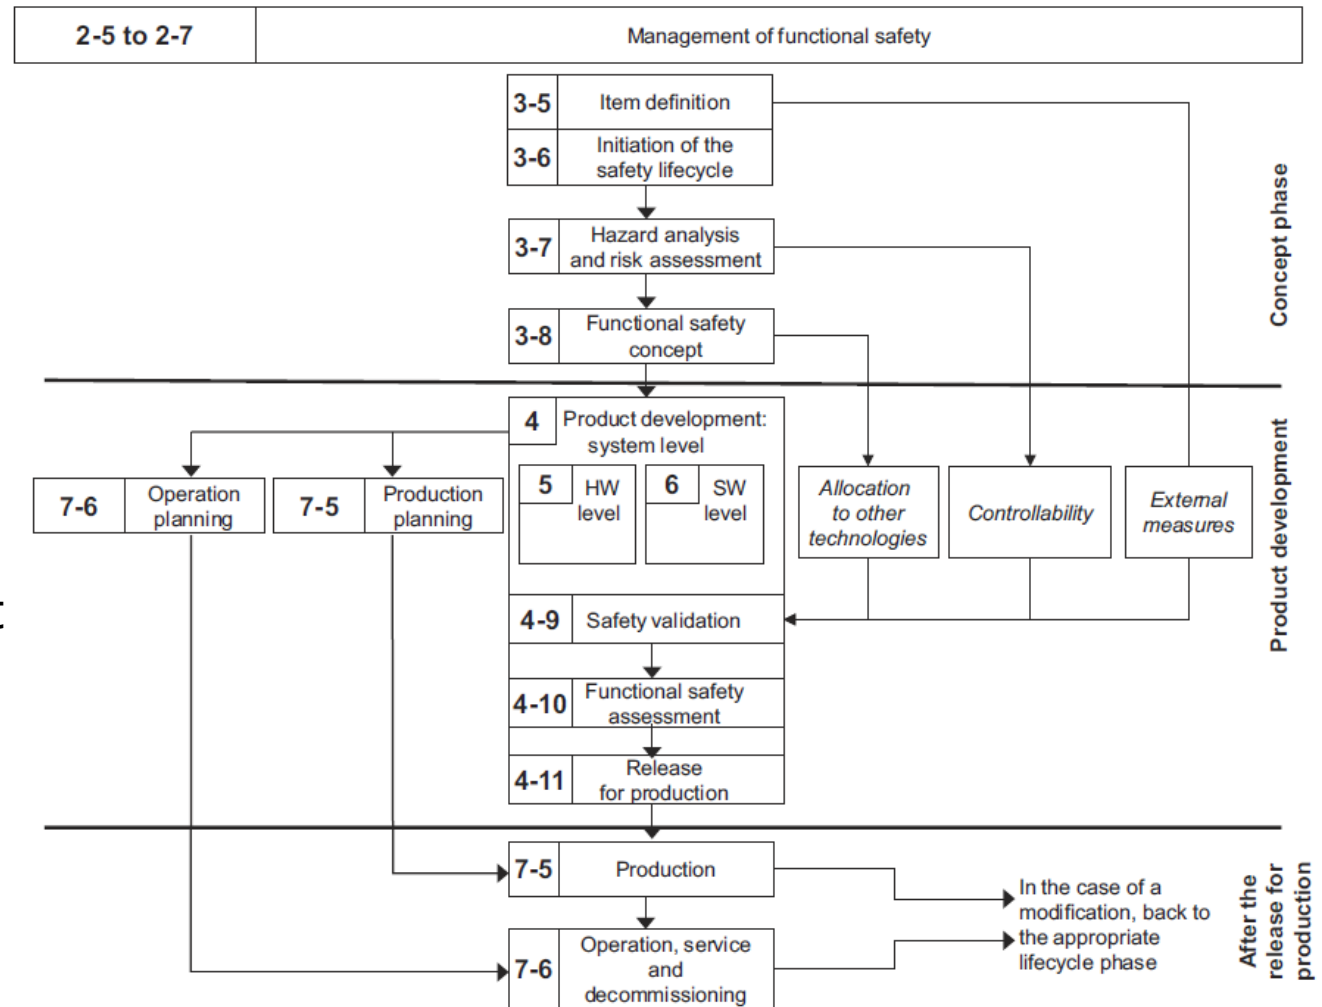 2-5 to 2-7
Management of functional safety
3-5
Item definition
3-6
Initiation of the
safety lifecycle
3-7
Hazard analysis
and risk assessment
3-8
Functional safety
concept
Concept phase
4
Product development:
system level
5
HW
level
6
SW
level
7-6
Operation
planning
7-5
Production
planning
Allocation
to other
technologies
Controllability
External
measures
Product development
t
4-9
Safety validation
4-10
Functional safety
assessment
4-11
Release
for production
7-5
Production
7-6
Operation, service
and
decommissioning
In the case of a
modification, back to
the appropriate
lifecycle phase
After the
release for
production